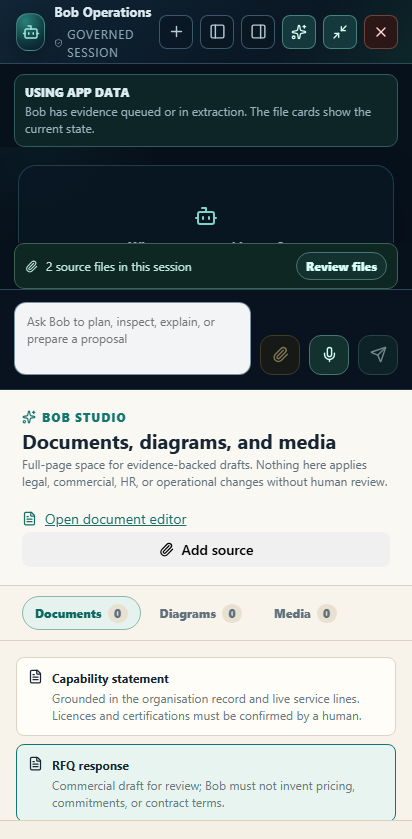 Bob Operations
GOVERNED
SESSION
USING APP DATA
Bob has evidence queued or in extraction. The file cards show the
current state.
2 source files in this session
Review files
Ask Bob to plan, inspect, explain, or
prepare a proposal
BOB STUDIO
Documents, diagrams, and media
Full-page space for evidence-backed drafts. Nothing here applies
legal, commercial, HR, or operational changes without human review.
Open document editor
Add source
Documents 0 Diagrams 0 Media 0
Capability statement
Grounded in the organisation record and live service lines.
Licences and certifications must be confirmed by a human.
RFQ response
Commercial draft for review; Bob must not invent pricing,
commitments, or contract terms.